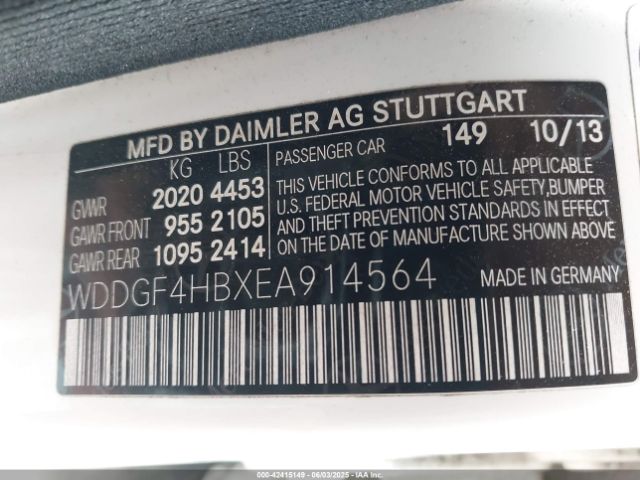 MFD BY DAIMLER AG STUTTGART
KG LBS
GVWR 2020 4453
GAWR FRONT 955 2105
GAWR REAR 1095 2414
PASSENGER CAR 149 10/13
THIS VEHICLE CONFORMS TO ALL APPLICABLE
U.S. FEDERAL MOTOR VEHICLE SAFETY,BUMPER
AND THEFT PREVENTION STANDARDS IN EFFECT
ON THE DATE OF MANUFACTURE SHOWN ABOVE.
WDDGF4HBXEA914564
MADE IN GERMANY
000-42415149 - 06/03/2025 - IAAI